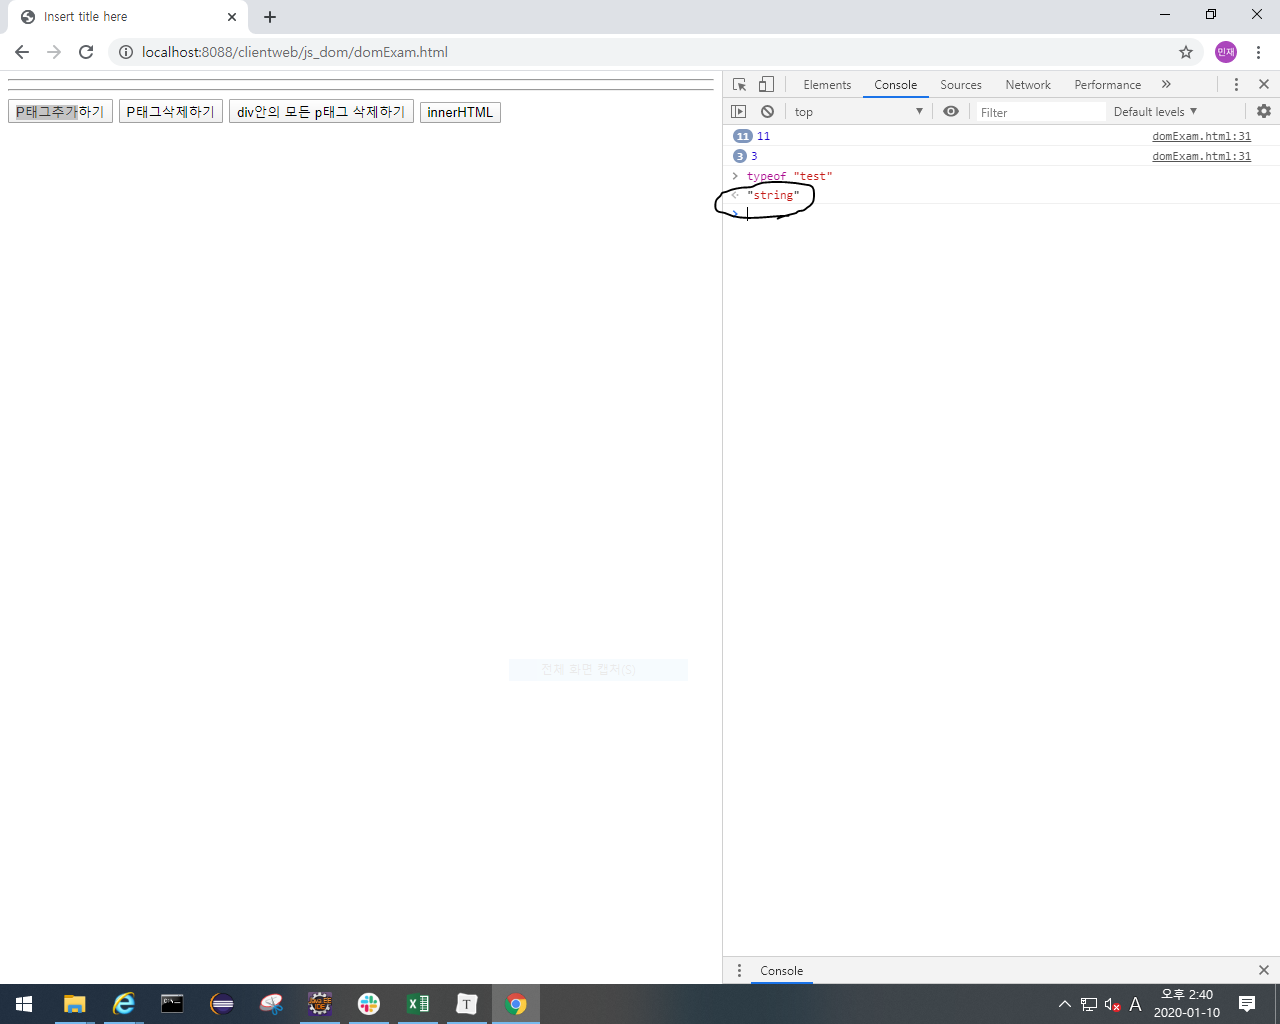 Insert title here
localhost:8088/clientweb/js_dom/domExam.html
민재
P태그추가하기 P태그삭제하기 div안의 모든 p태그 삭제하기 innerHTML
Elements Console Sources Network Performance
top Filter Default levels
11 11 domExam.html:31
3 3 domExam.html:31
typeof "test"
"string"
전체 화면 캡처(S)
Console
Java EE
IDE
T
A
오후 2:40
2020-01-10